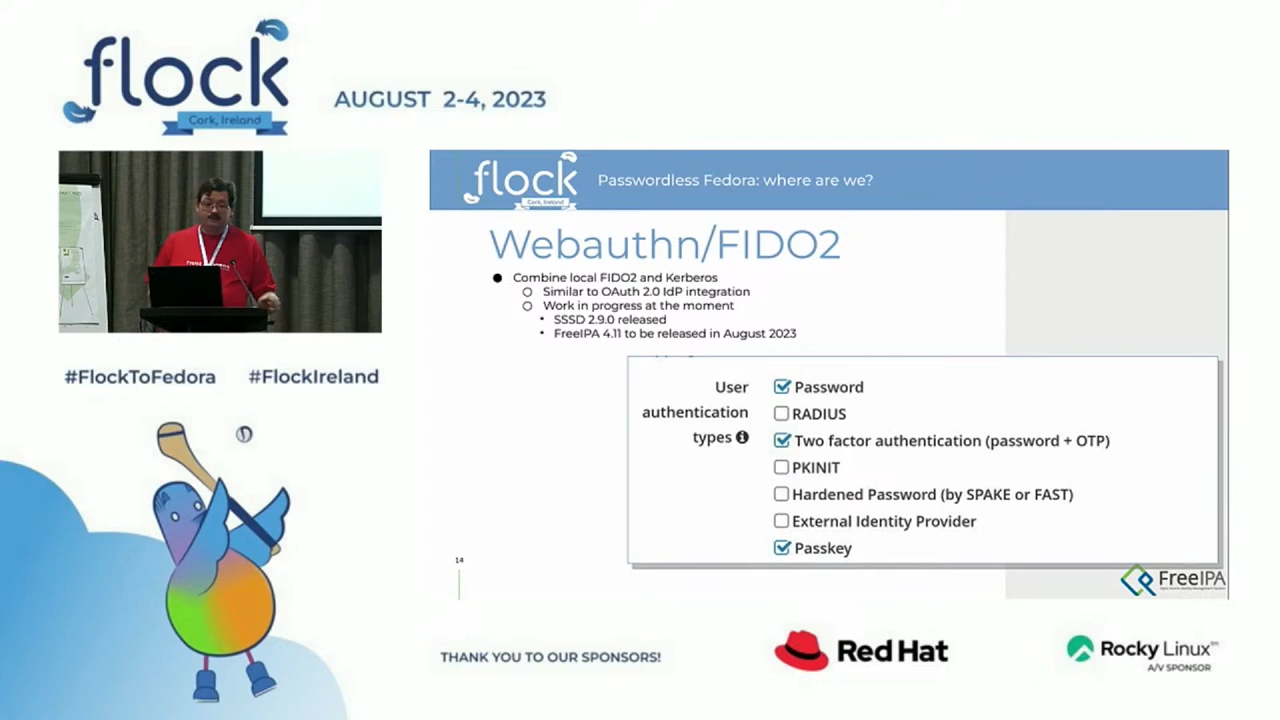 flock
Cork, Ireland
AUGUST 2-4, 2023
flock
Cork, Ireland
Passwordless Fedora: where are we?
Webauthn/FIDO2
Combine local FIDO2 and Kerberos
Similar to OAuth 2.0 IdP integration
Work in progress at the moment
SSSD 2.9.0 released
FreeIPA 4.11 to be released in August 2023
User authentication types
Password
RADIUS
Two factor authentication (password + OTP)
PKINIT
Hardened Password (by SPAKE or FAST)
External Identity Provider
Passkey
14
FreeIPA
#FlockToFedora #FlockIreland
THANK YOU TO OUR SPONSORS!
Red Hat
Rocky Linux™
A/V SPONSOR